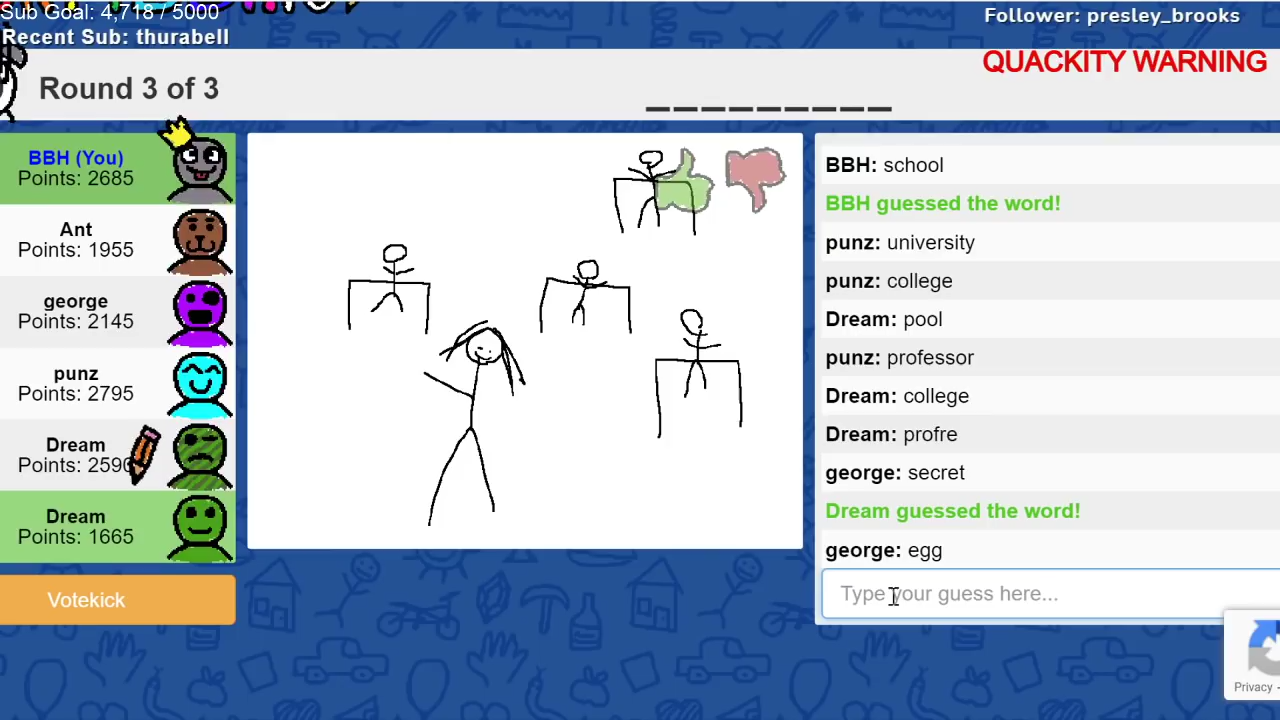 Sub Goal: 4,718 / 5000
Follower: presley_brooks
Recent Sub: thurabell
QUACKITY WARNING
Round 3 of 3
_________
BBH (You)
Points: 2685
Ant
Points: 1955
george
Points: 2145
punz
Points: 2795
Dream
Points: 2590
Dream
Points: 1665
Votekick
BBH: school
BBH guessed the word!
punz: university
punz: college
Dream: pool
punz: professor
Dream: college
Dream: profre
george: secret
Dream guessed the word!
george: egg
Type your guess here...
Privacy -